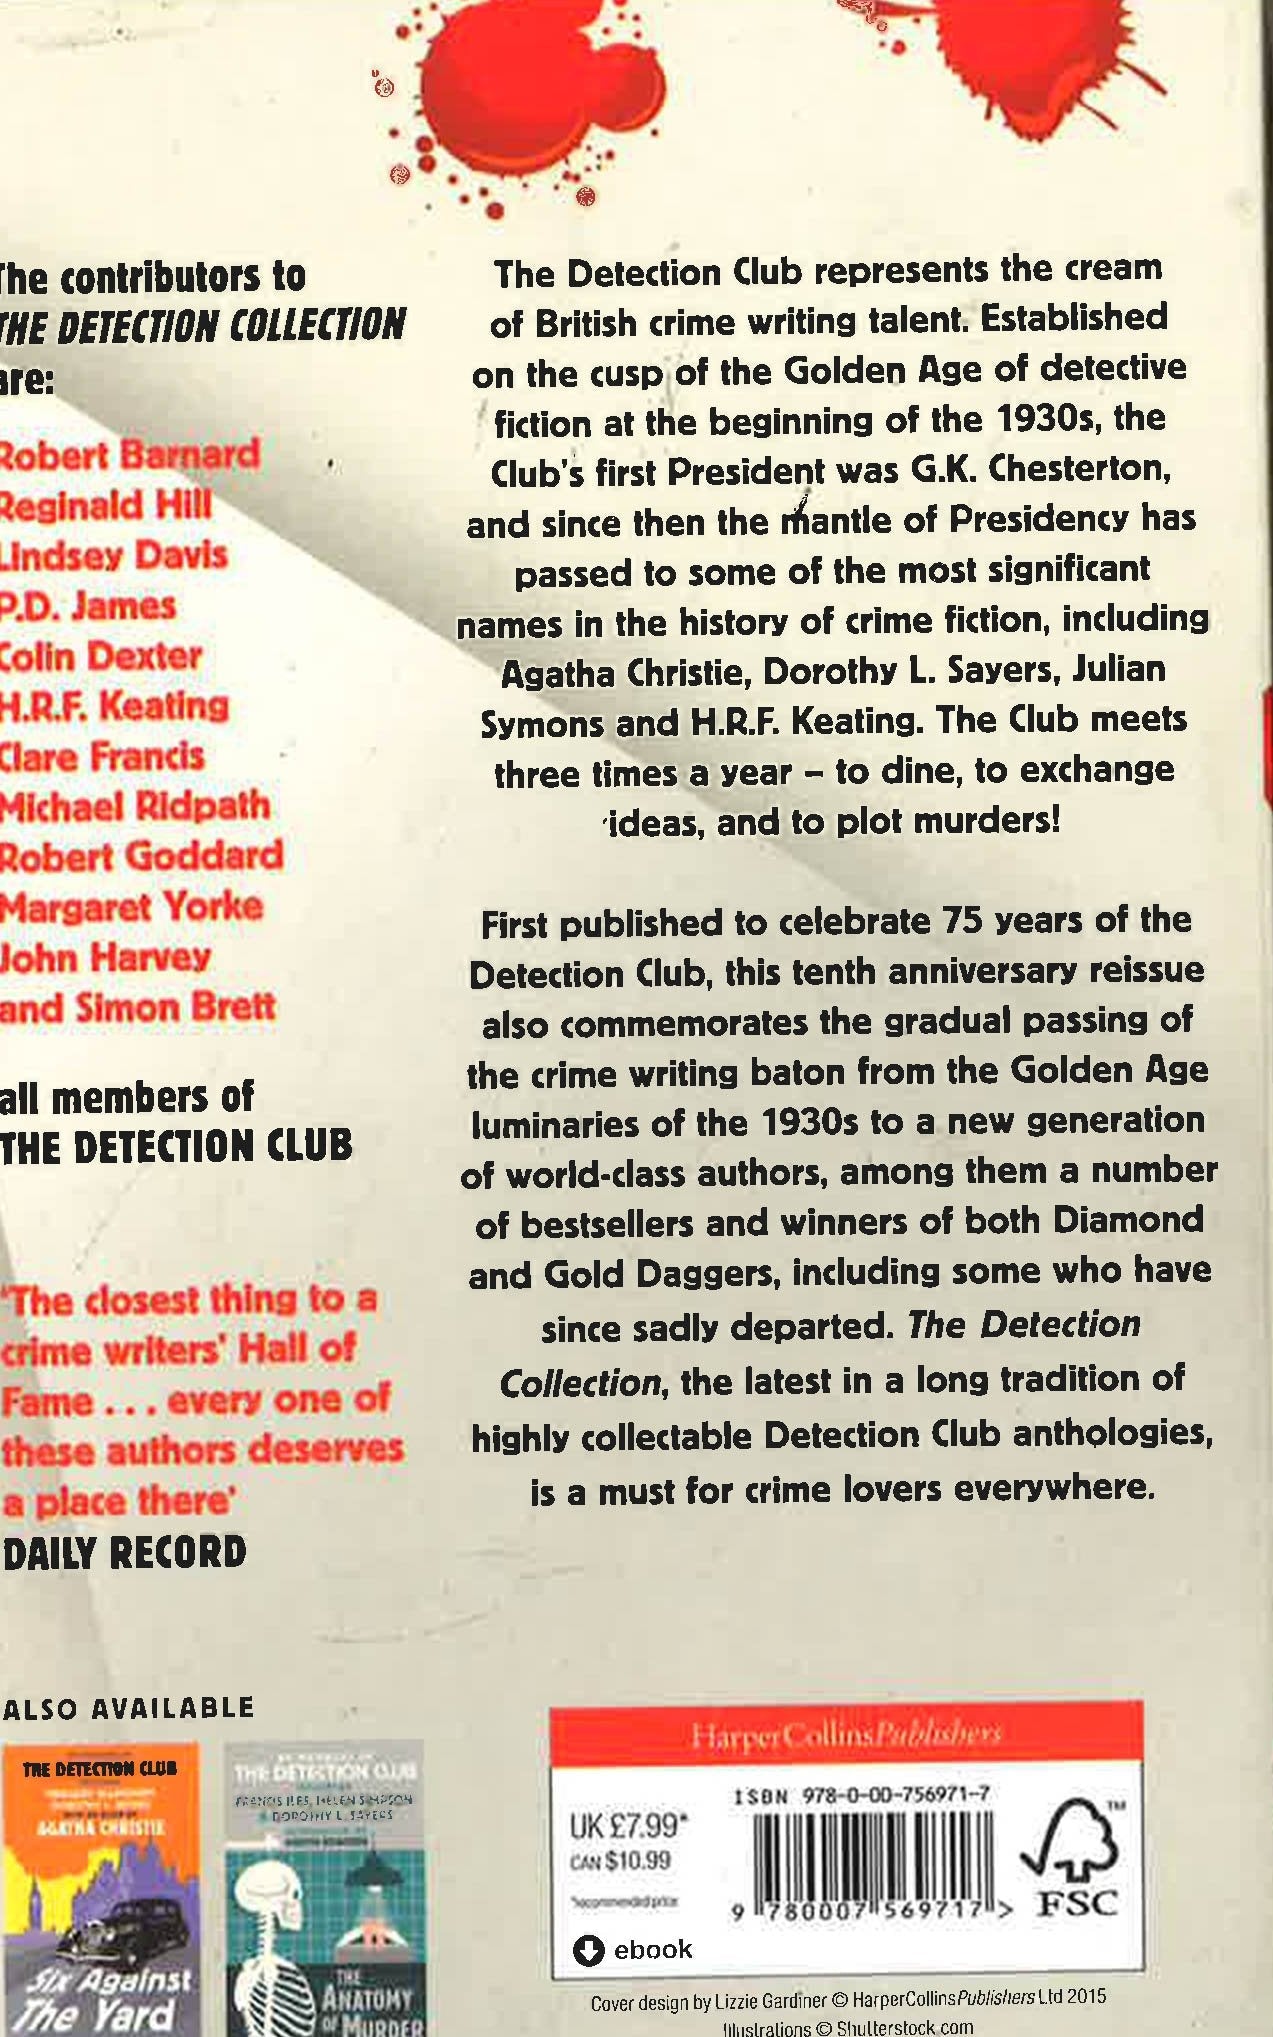 The contributors to
THE DETECTION COLLECTION
are:
Robert Barnard
Reginald Hill
Lindsey Davis
P.D. James
Colin Dexter
H.R.F. Keating
Clare Francis
Michael Ridpath
Robert Goddard
Margaret Yorke
John Harvey
and Simon Brett
all members of
THE DETECTION CLUB
'The closest thing to a
crime writers' Hall of
Fame . . . every one of
these authors deserves
a place there'
DAILY RECORD
The Detection Club represents the cream
of British crime writing talent. Established
on the cusp of the Golden Age of detective
fiction at the beginning of the 1930s, the
Club's first President was G.K. Chesterton,
and since then the mantle of Presidency has
passed to some of the most significant
names in the history of crime fiction, including
Agatha Christie, Dorothy L. Sayers, Julian
Symons and H.R.F. Keating. The Club meets
three times a year – to dine, to exchange
ideas, and to plot murders!
First published to celebrate 75 years of the
Detection Club, this tenth anniversary reissue
also commemorates the gradual passing of
the crime writing baton from the Golden Age
luminaries of the 1930s to a new generation
of world-class authors, among them a number
of bestsellers and winners of both Diamond
and Gold Daggers, including some who have
since sadly departed. The Detection
Collection, the latest in a long tradition of
highly collectable Detection Club anthologies,
is a must for crime lovers everywhere.
ALSO AVAILABLE
THE DETECTION CLUB
AGATHA CHRISTIE
Six Against
The Yard
THE DETECTION CLUB
FRANCIS ILES, HELEN SIMPSON
DOROTHY L. SAYERS
THE
ANATOMY
OF MURDER
HarperCollinsPublishers
ISBN 978-0-00-756971-7
UK £7.99*
CAN $10.99
*recommended price
9 780007 569717 >
FSC
TM
ebook
Cover design by Lizzie Gardiner © HarperCollinsPublishers Ltd 2015
Illustrations © Shutterstock.com